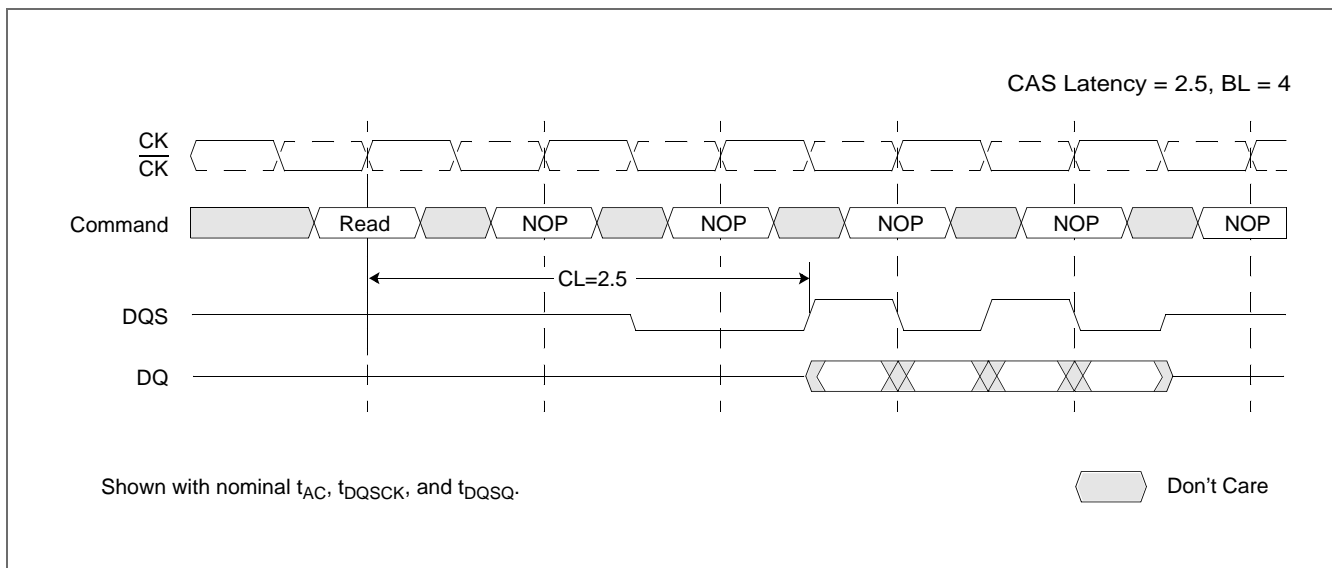 CAS Latency = 2.5, BL = 4
CK
CK
Command
Read
NOP
NOP
NOP
NOP
NOP
CL=2.5
DQS
DQ
Shown with nominal tAC, tDQSCK, and tDQSQ.
Don't Care